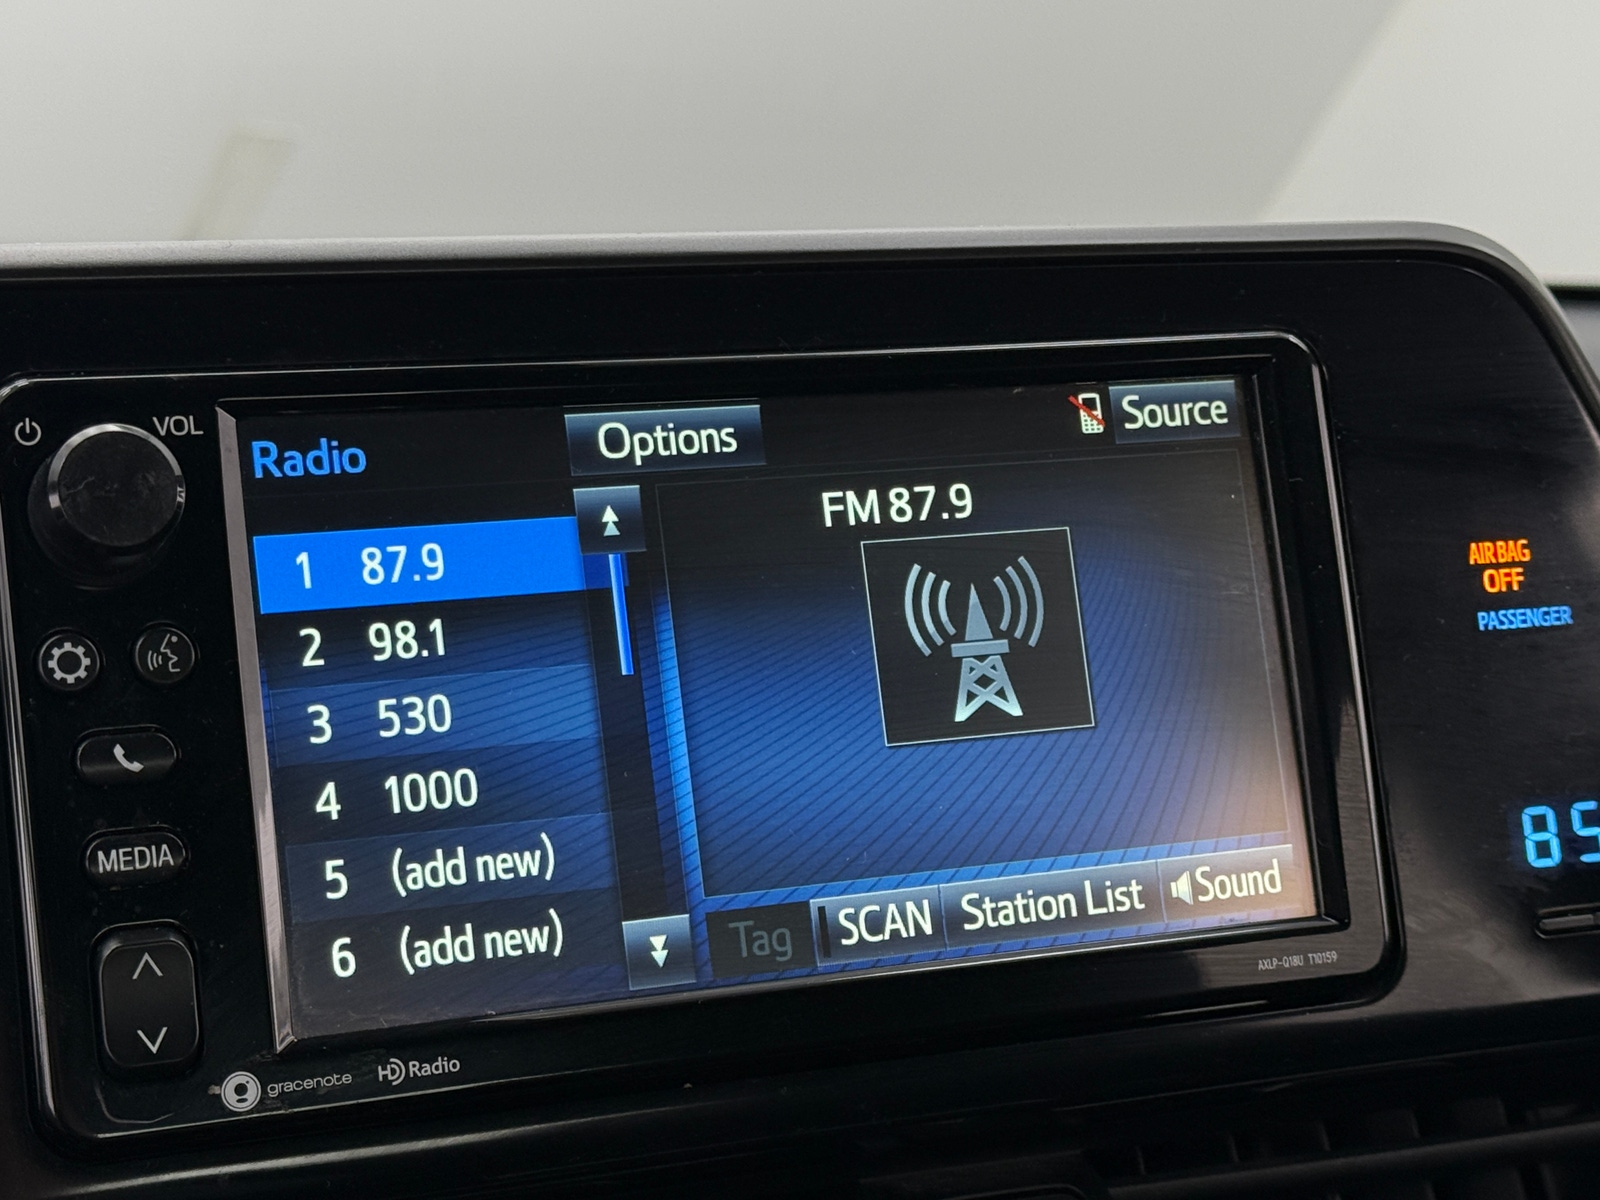 VOL
Radio
Options
Source
FM 87.9
1 87.9
2 98.1
3 530
4 1000
5 (add new)
6 (add new)
Tag
SCAN
Station List
Sound
MEDIA
AIR BAG
OFF
PASSENGER
85
AXLP-Q18U T10159
gracenote
HD Radio